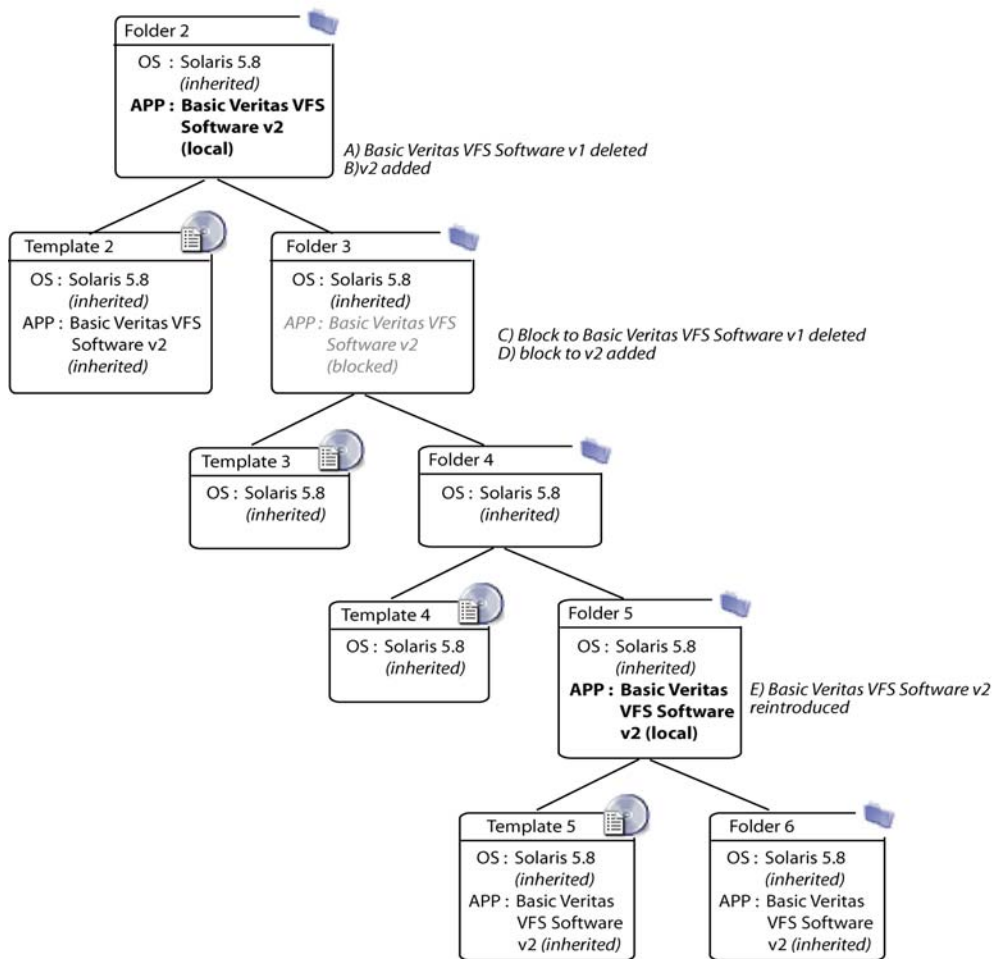 Folder 2
OS : Solaris 5.8
(inherited)
APP : Basic Veritas VFS
Software v2
(local)
A) Basic Veritas VFS Software v1 deleted
B)v2 added
Template 2
OS : Solaris 5.8
(inherited)
APP : Basic Veritas VFS
Software v2
(inherited)
Folder 3
OS : Solaris 5.8
(inherited)
APP : Basic Veritas VFS
Software v2
(blocked)
C) Block to Basic Veritas VFS Software v1 deleted
D) block to v2 added
Template 3
OS : Solaris 5.8
(inherited)
Folder 4
OS : Solaris 5.8
(inherited)
Template 4
OS : Solaris 5.8
(inherited)
Folder 5
OS : Solaris 5.8
(inherited)
APP : Basic Veritas
VFS Software
v2 (local)
E) Basic Veritas VFS Software v2
reintroduced
Template 5
OS : Solaris 5.8
(inherited)
APP : Basic Veritas
VFS Software
v2 (inherited)
Folder 6
OS : Solaris 5.8
(inherited)
APP : Basic Veritas
VFS Software
v2 (inherited)